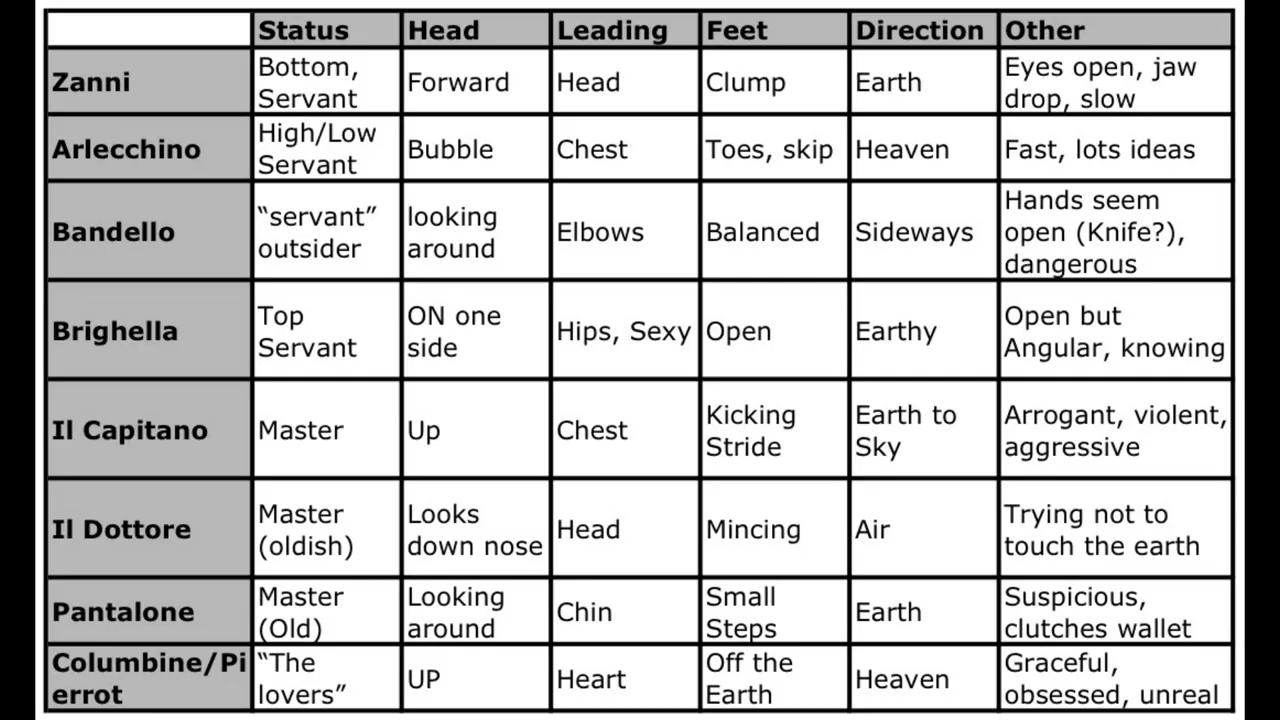 Status Head Leading Feet Direction Other
Zanni
Bottom,
Servant
Forward
Head
Clump
Earth
Eyes open, jaw
drop, slow
Arlecchino
High/Low
Servant
Bubble
Chest
Toes, skip
Heaven
Fast, lots ideas
Bandello
“servant”
outsider
looking
around
Elbows
Balanced
Sideways
Hands seem
open (Knife?),
dangerous
Brighella
Top
Servant
ON one
side
Hips, Sexy
Open
Earthy
Open but
Angular, knowing
Il Capitano
Master
Up
Chest
Kicking
Stride
Earth to
Sky
Arrogant, violent,
aggressive
Il Dottore
Master
(oldish)
Looks
down nose
Head
Mincing
Air
Trying not to
touch the earth
Pantalone
Master
(Old)
Looking
around
Chin
Small
Steps
Earth
Suspicious,
clutches wallet
Columbine/Pi
errot
“The
lovers”
UP
Heart
Off the
Earth
Heaven
Graceful,
obsessed, unreal